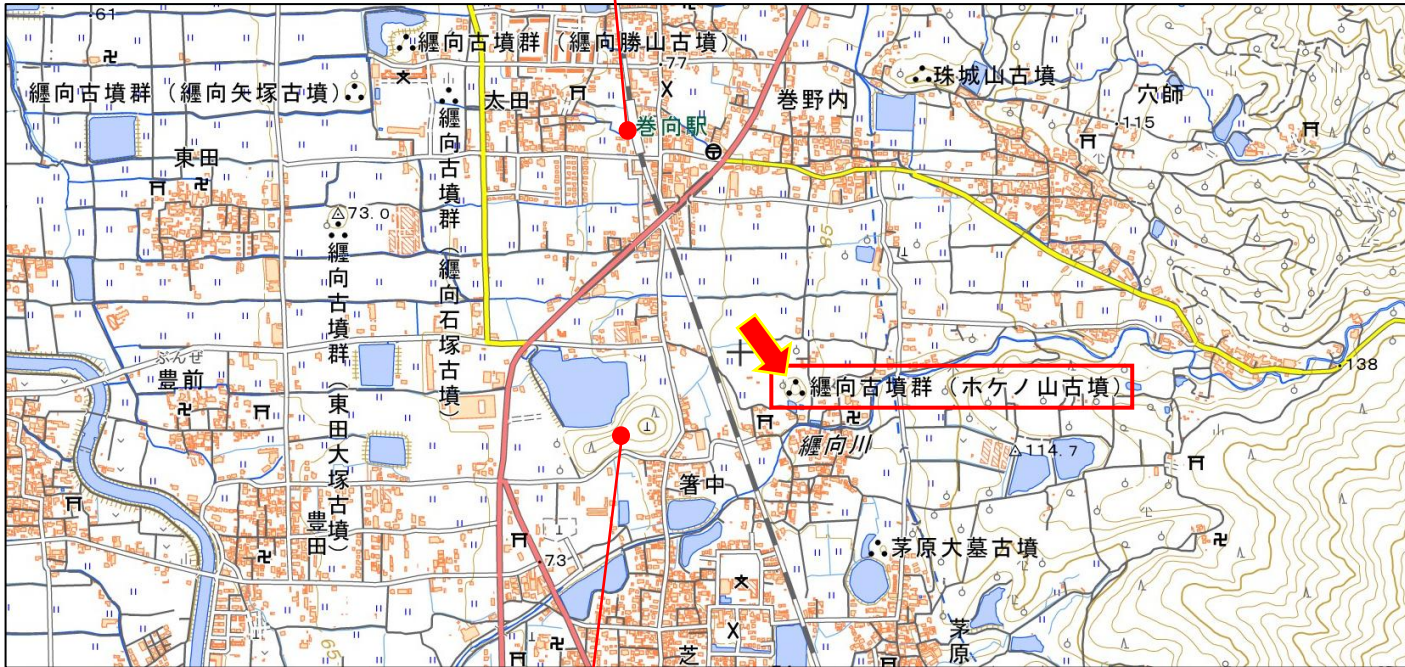 61
纒向古墳群（纒向勝山古墳）
77
珠城山古墳
穴師
纒向古墳群（纒向矢塚古墳）
太田
巻野内
巻向駅
115
東田
纒向古墳群（纒向石塚古墳）
73.0
纒向古墳群（東田大塚古墳）
85
ぶんぜ
豊前
138
纒向古墳群（ホケノ山古墳）
纒向川
114.7
箸中
豊田
73
茅原大墓古墳
茅原
65
芝